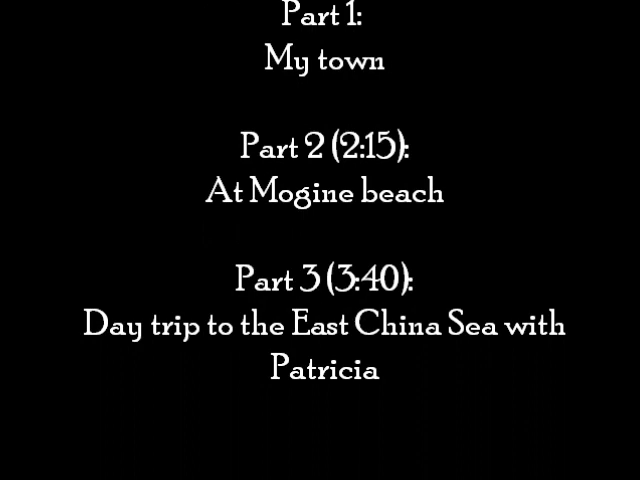 Part 1:
My town
Part 2 (2:15):
At Mogine beach
Part 3 (3:40):
Day trip to the East China Sea with
Patricia